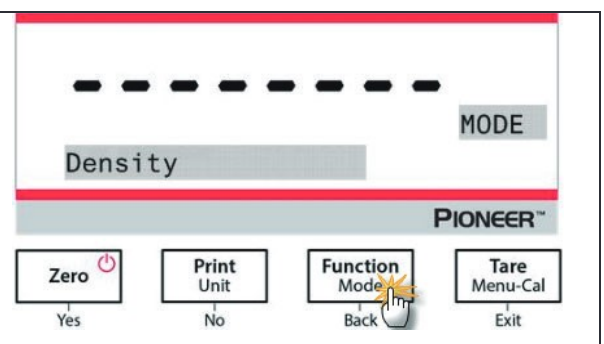 --------
MODE
Density
PIONEER™
Zero
Print
Unit
Function
Mode
Tare
Menu-Cal
Yes
No
Back
Exit